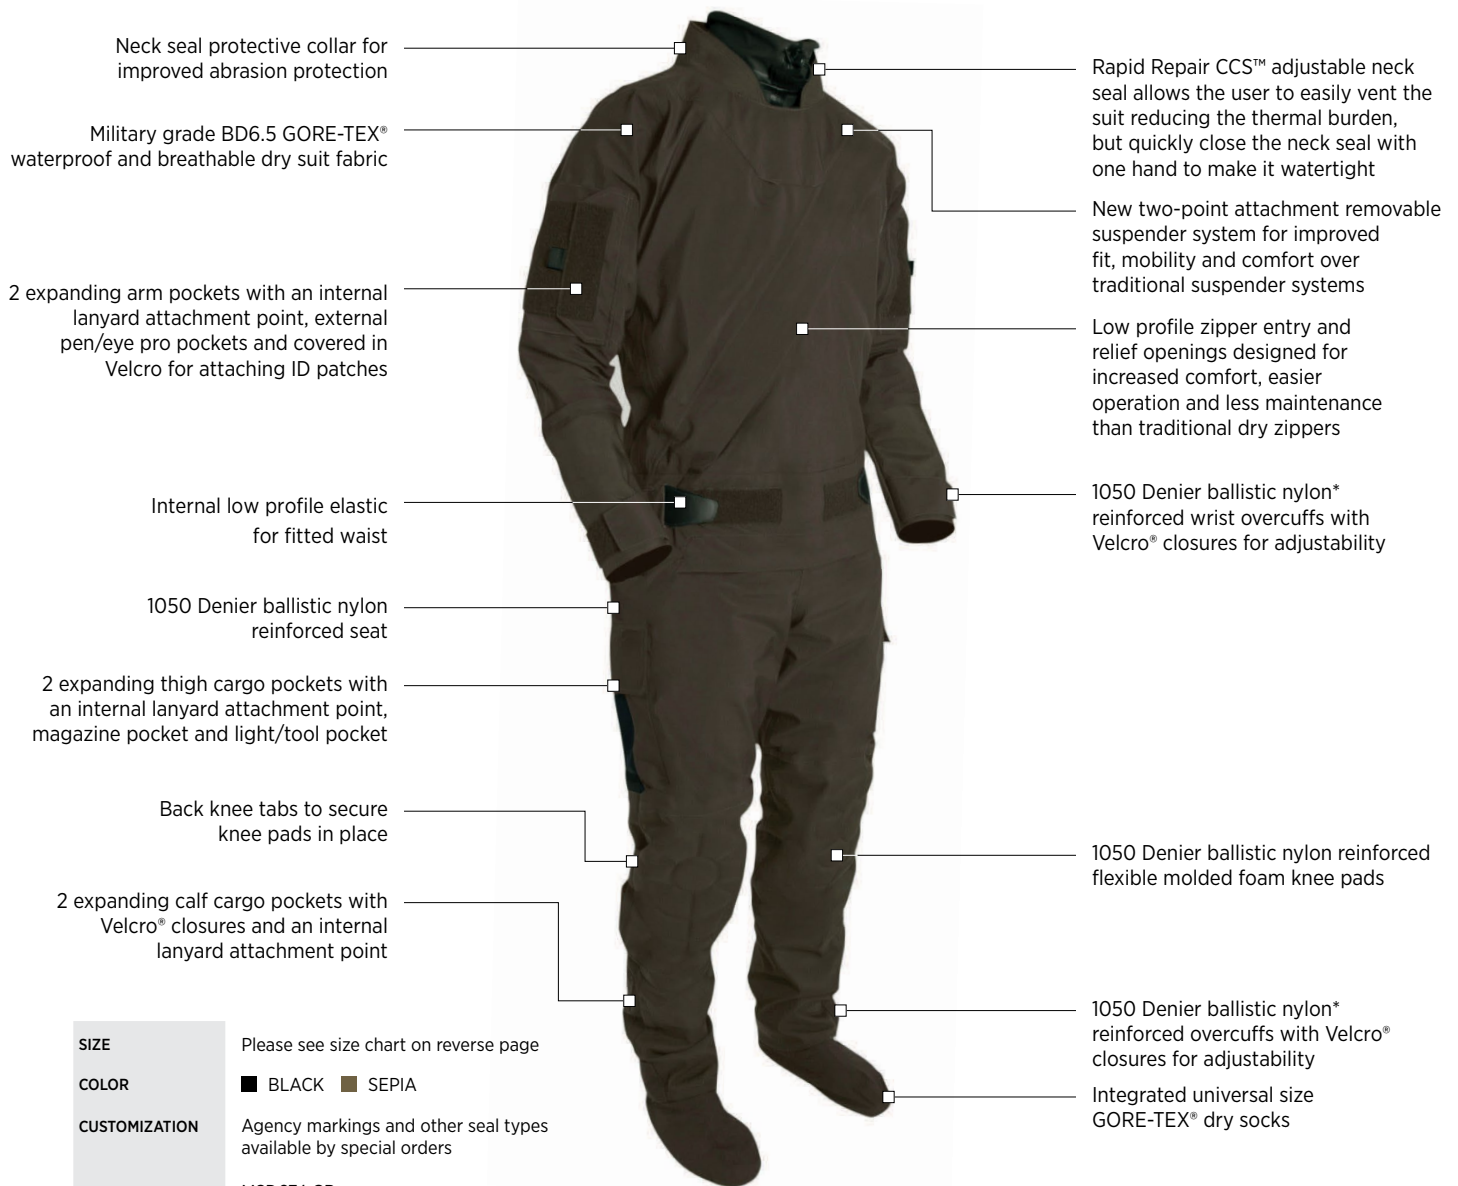 Neck seal protective collar for
improved abrasion protection
Military grade BD6.5 GORE-TEX®
waterproof and breathable dry suit fabric
2 expanding arm pockets with an internal
lanyard attachment point, external
pen/eye pro pockets and covered in
Velcro for attaching ID patches
Internal low profile elastic
for fitted waist
1050 Denier ballistic nylon
reinforced seat
2 expanding thigh cargo pockets with
an internal lanyard attachment point,
magazine pocket and light/tool pocket
Back knee tabs to secure
knee pads in place
2 expanding calf cargo pockets with
Velcro® closures and an internal
lanyard attachment point
Rapid Repair CCS™ adjustable neck
seal allows the user to easily vent the
suit reducing the thermal burden,
but quickly close the neck seal with
one hand to make it watertight
New two-point attachment removable
suspender system for improved
fit, mobility and comfort over
traditional suspender systems
Low profile zipper entry and
relief openings designed for
increased comfort, easier
operation and less maintenance
than traditional dry zippers
1050 Denier ballistic nylon*
reinforced wrist overcuffs with
Velcro® closures for adjustability
1050 Denier ballistic nylon reinforced
flexible molded foam knee pads
1050 Denier ballistic nylon*
reinforced overcuffs with Velcro®
closures for adjustability
Integrated universal size
GORE-TEX® dry socks
SIZE Please see size chart on reverse page
COLOR BLACK SEPIA
CUSTOMIZATION Agency markings and other seal types
available by special orders